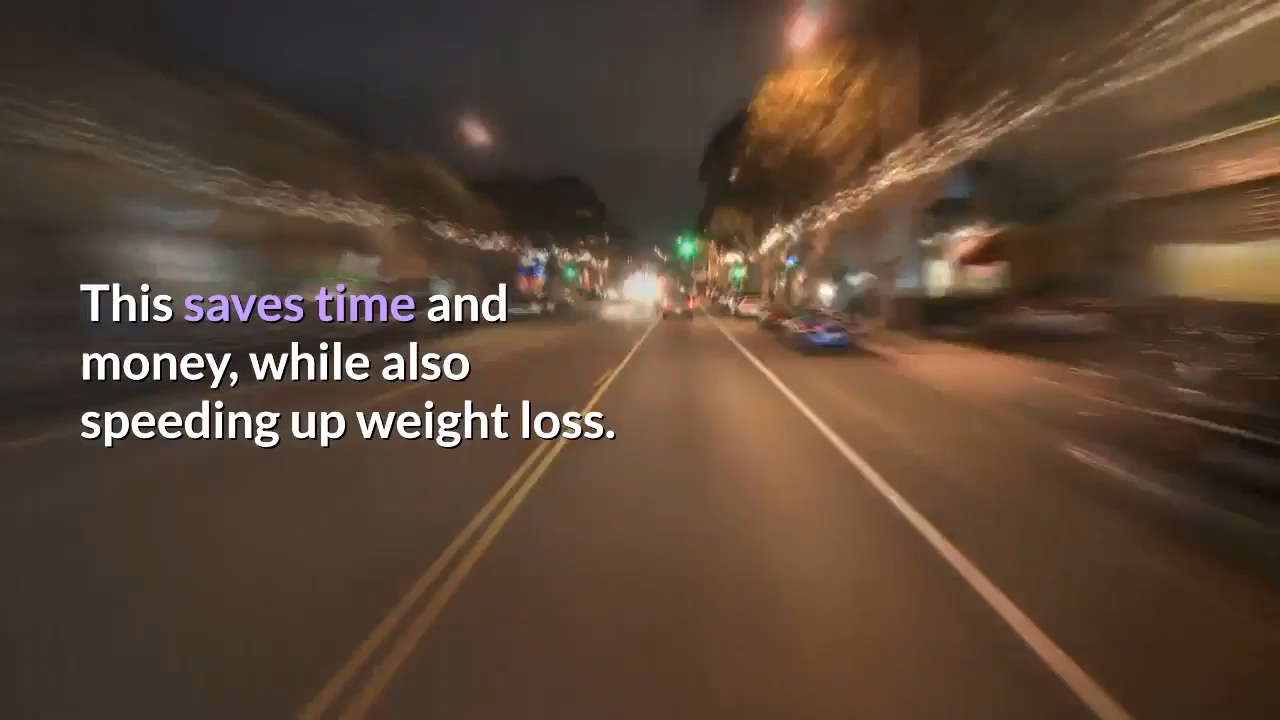 This saves time and
money, while also
speeding up weight loss.